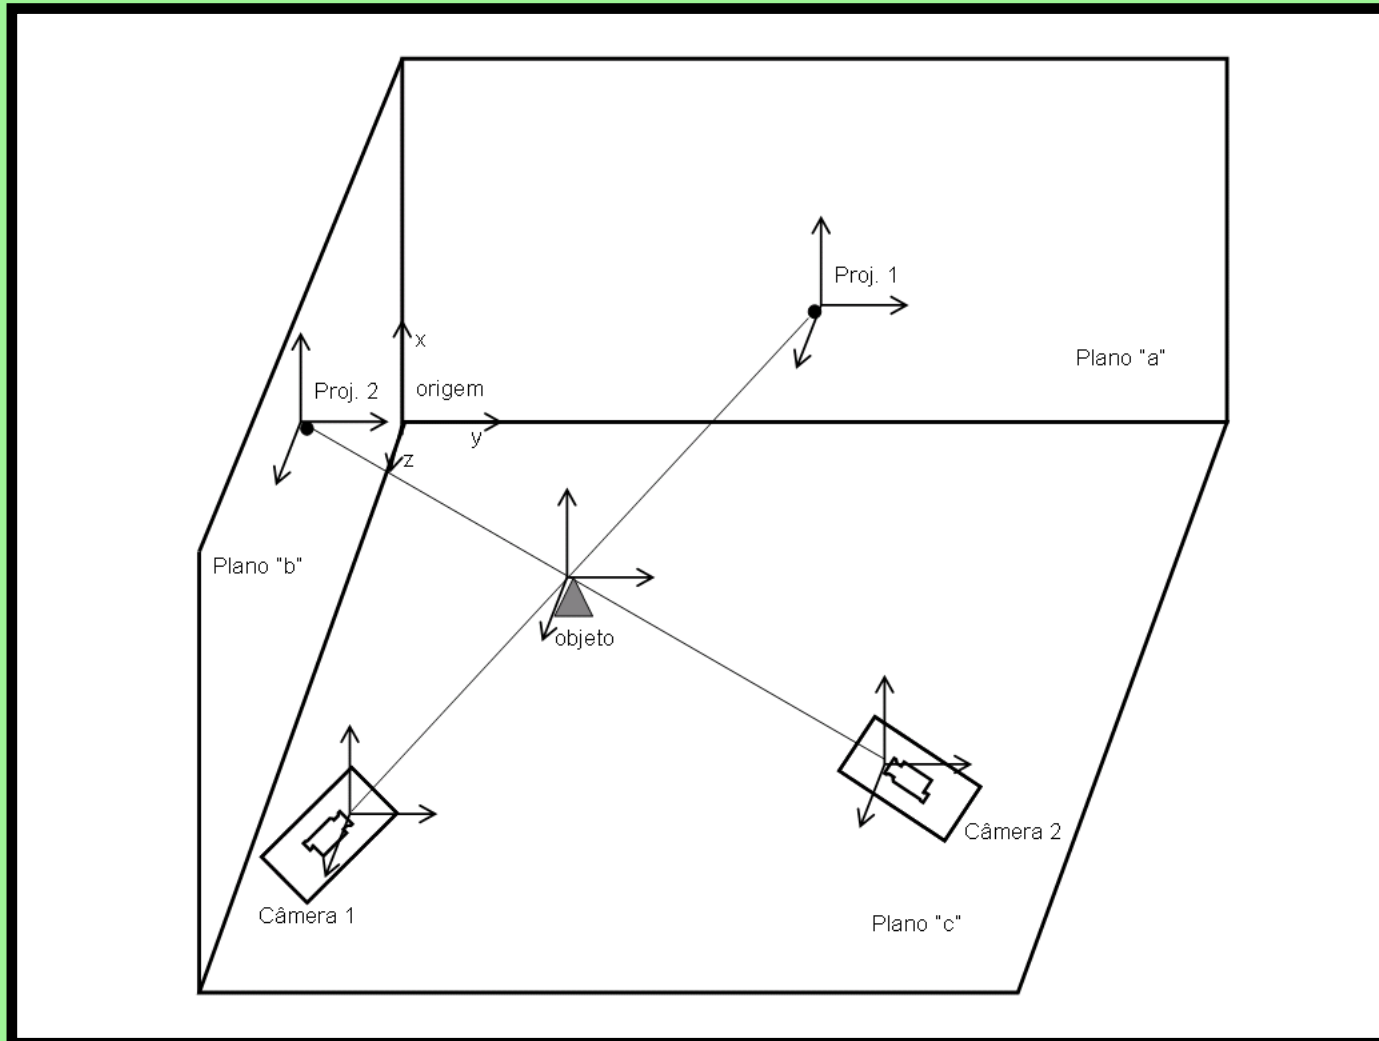 Proj. 1
x
Plano "a"
Proj. 2
origem
y
z
Plano "b"
objeto
Câmera 2
Câmera 1
Plano "c"